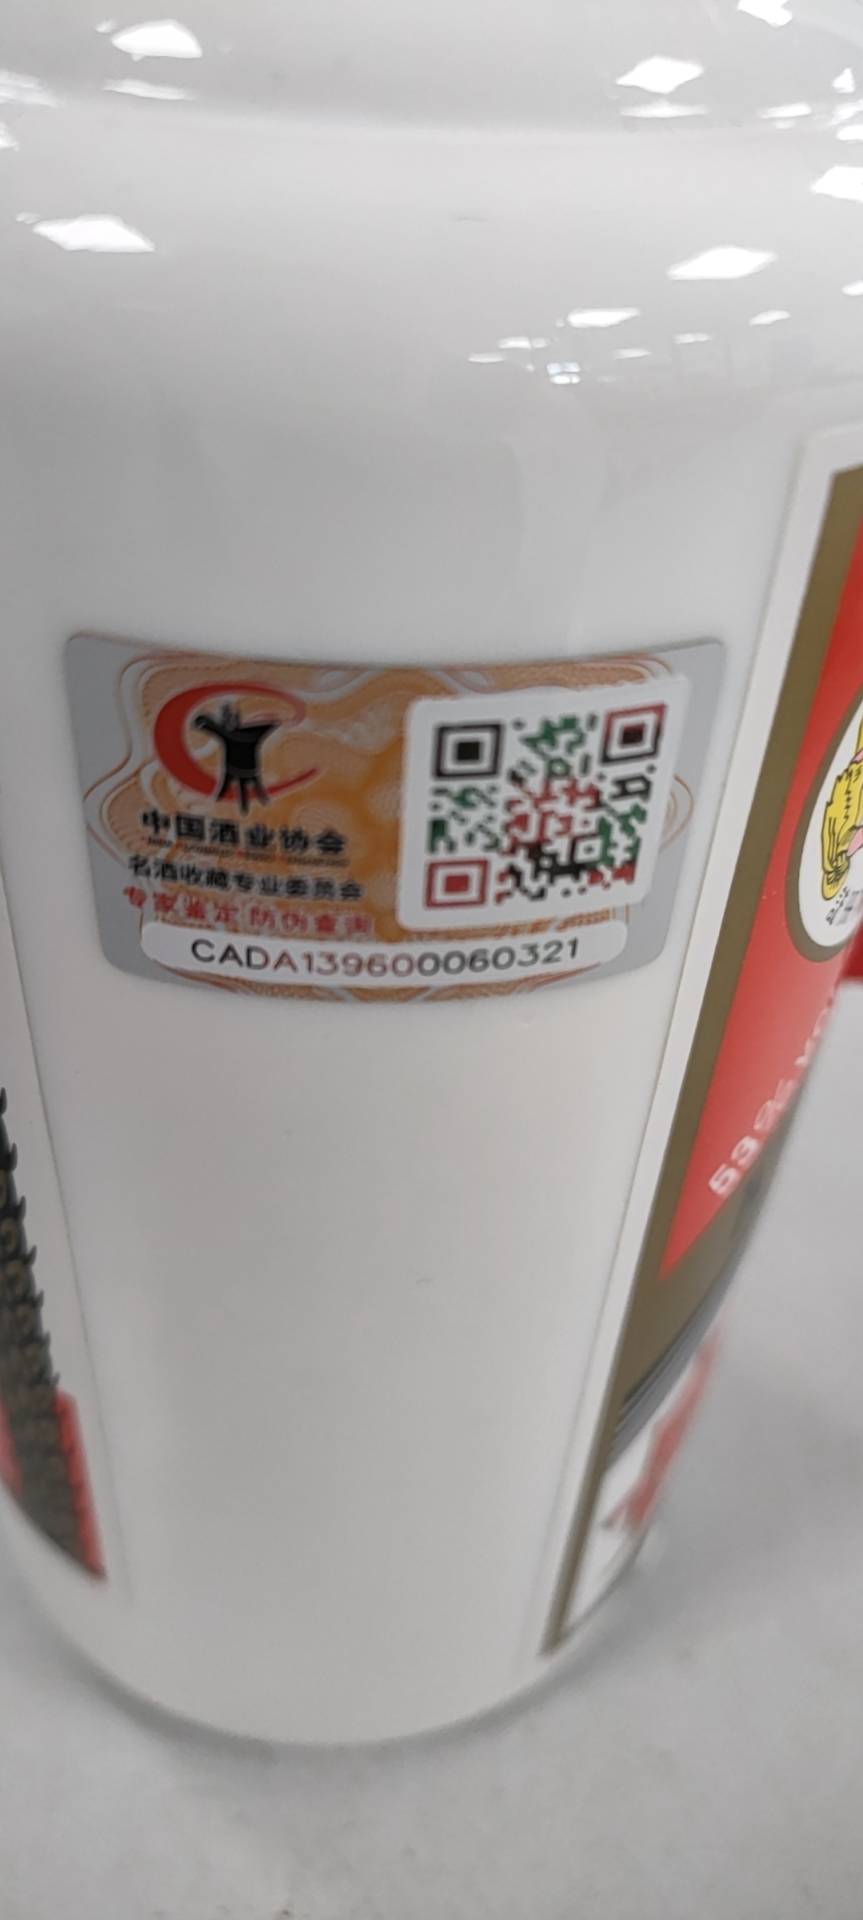 中国酒业协会
名酒收藏专业委员会
专家鉴定 防伪查询
CADA139600060321
53%